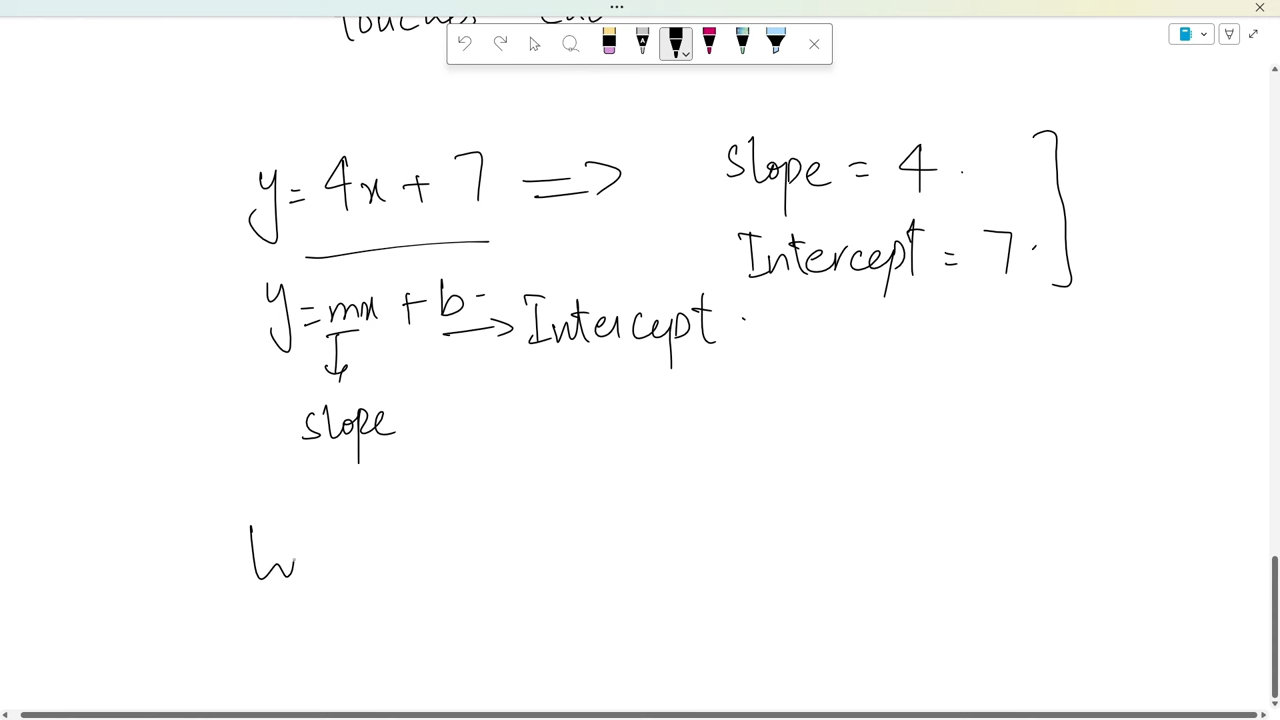 y = 4x + 7 => slope = 4 .
Intercept = 7 .
y = mx + b -> Intercept .
slope